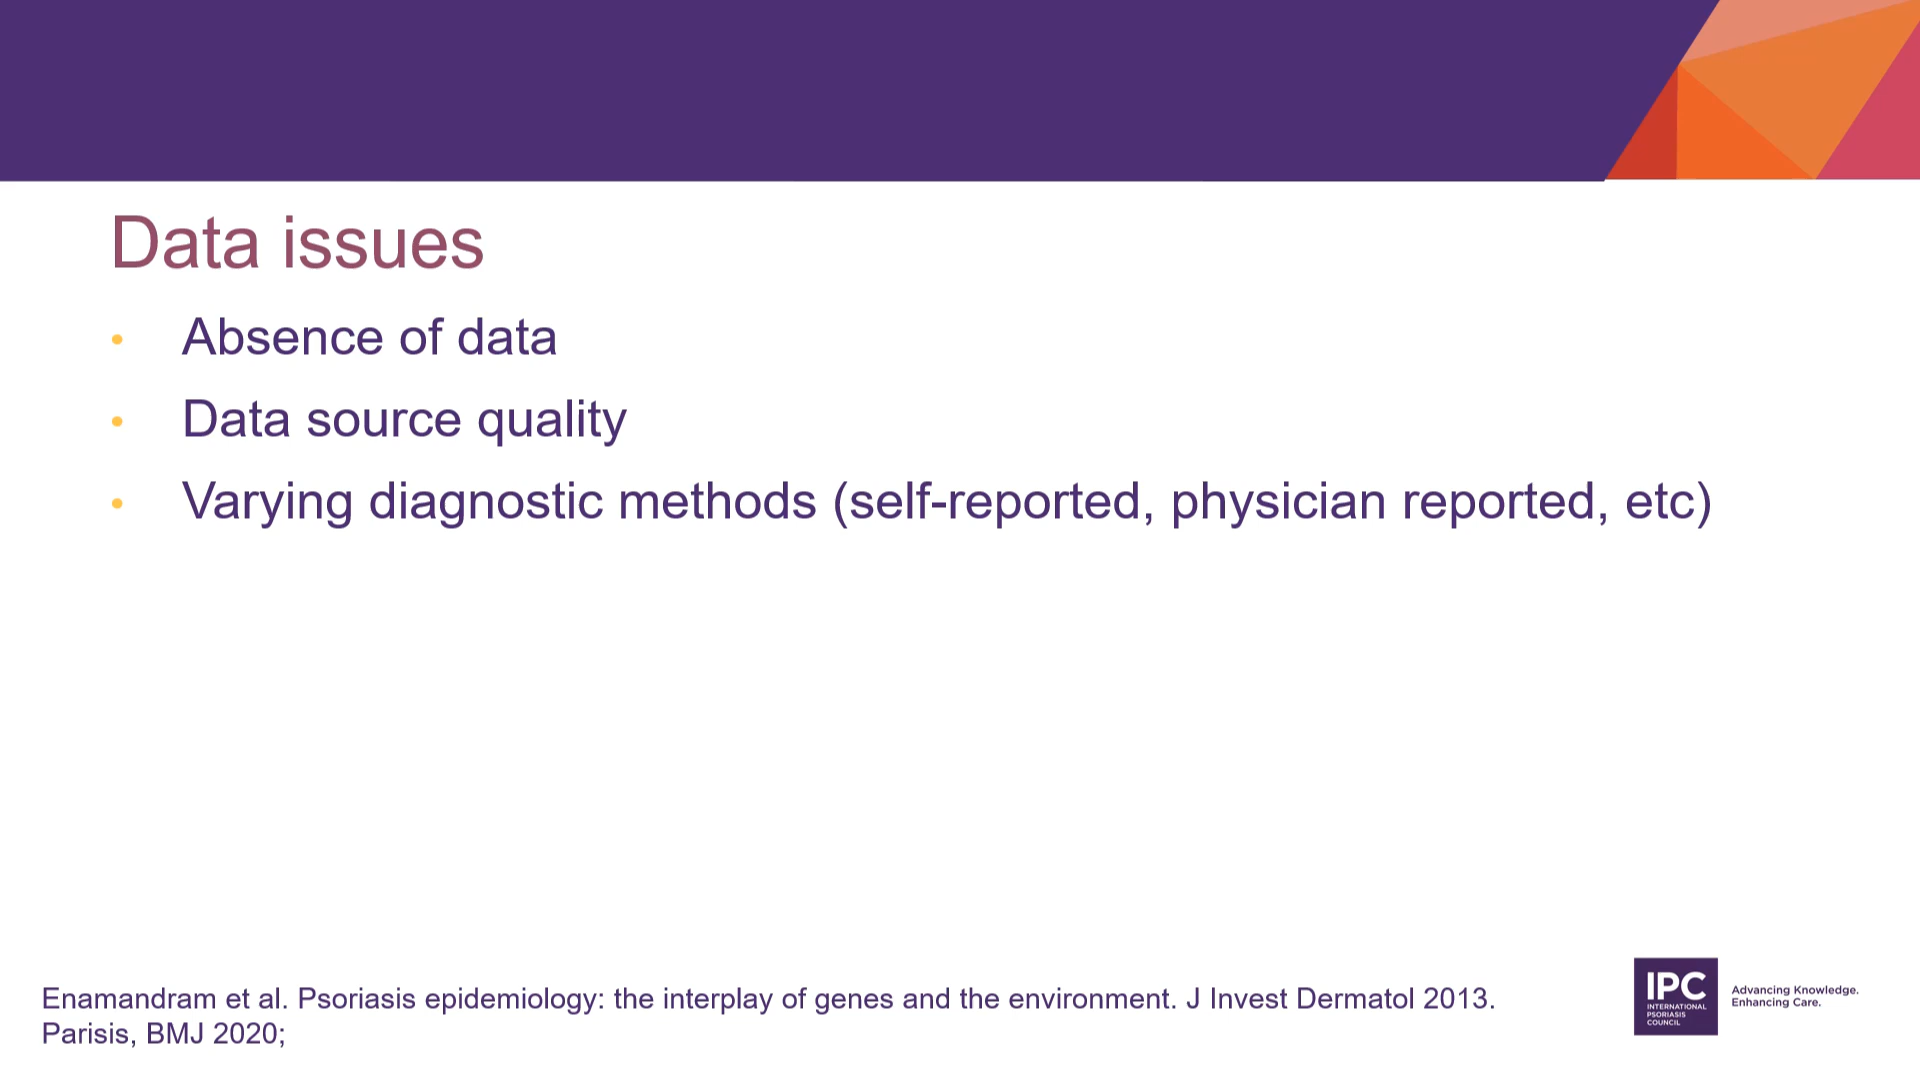 Data issues
• Absence of data
• Data source quality
• Varying diagnostic methods (self-reported, physician reported, etc)
Enamandram et al. Psoriasis epidemiology: the interplay of genes and the environment. J Invest Dermatol 2013.
Parisis, BMJ 2020;
IPC
INTERNATIONAL
PSORIASIS
COUNCIL
Advancing Knowledge.
Enhancing Care.